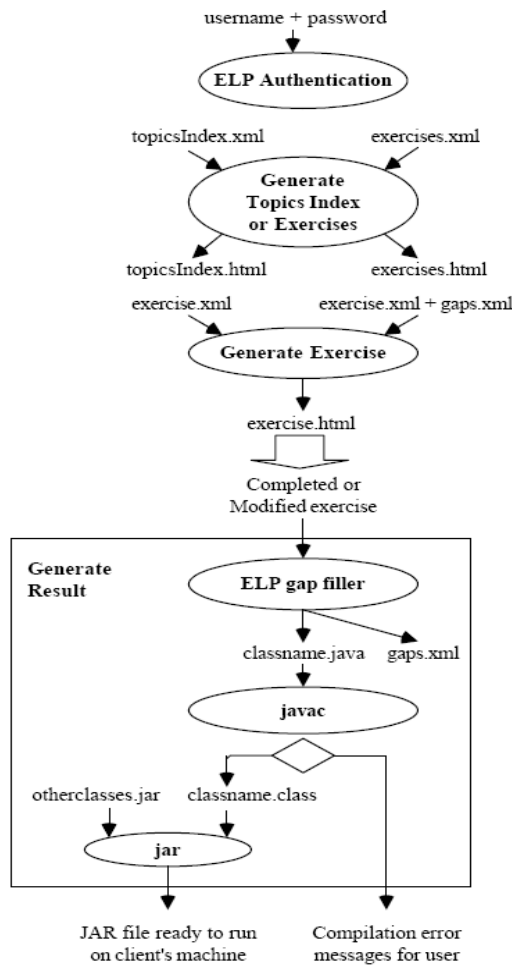 username + password
ELP Authentication
topicsIndex.xml
exercises.xml
Generate
Topics Index
or Exercises
topicsIndex.html
exercises.html
exercise.xml
exercise.xml + gaps.xml
Generate Exercise
exercise.html
Completed or
Modified exercise
Generate
Result
ELP gap filler
classname.java
gaps.xml
javac
otherclasses.jar
classname.class
jar
JAR file ready to run
on client's machine
Compilation error
messages for user